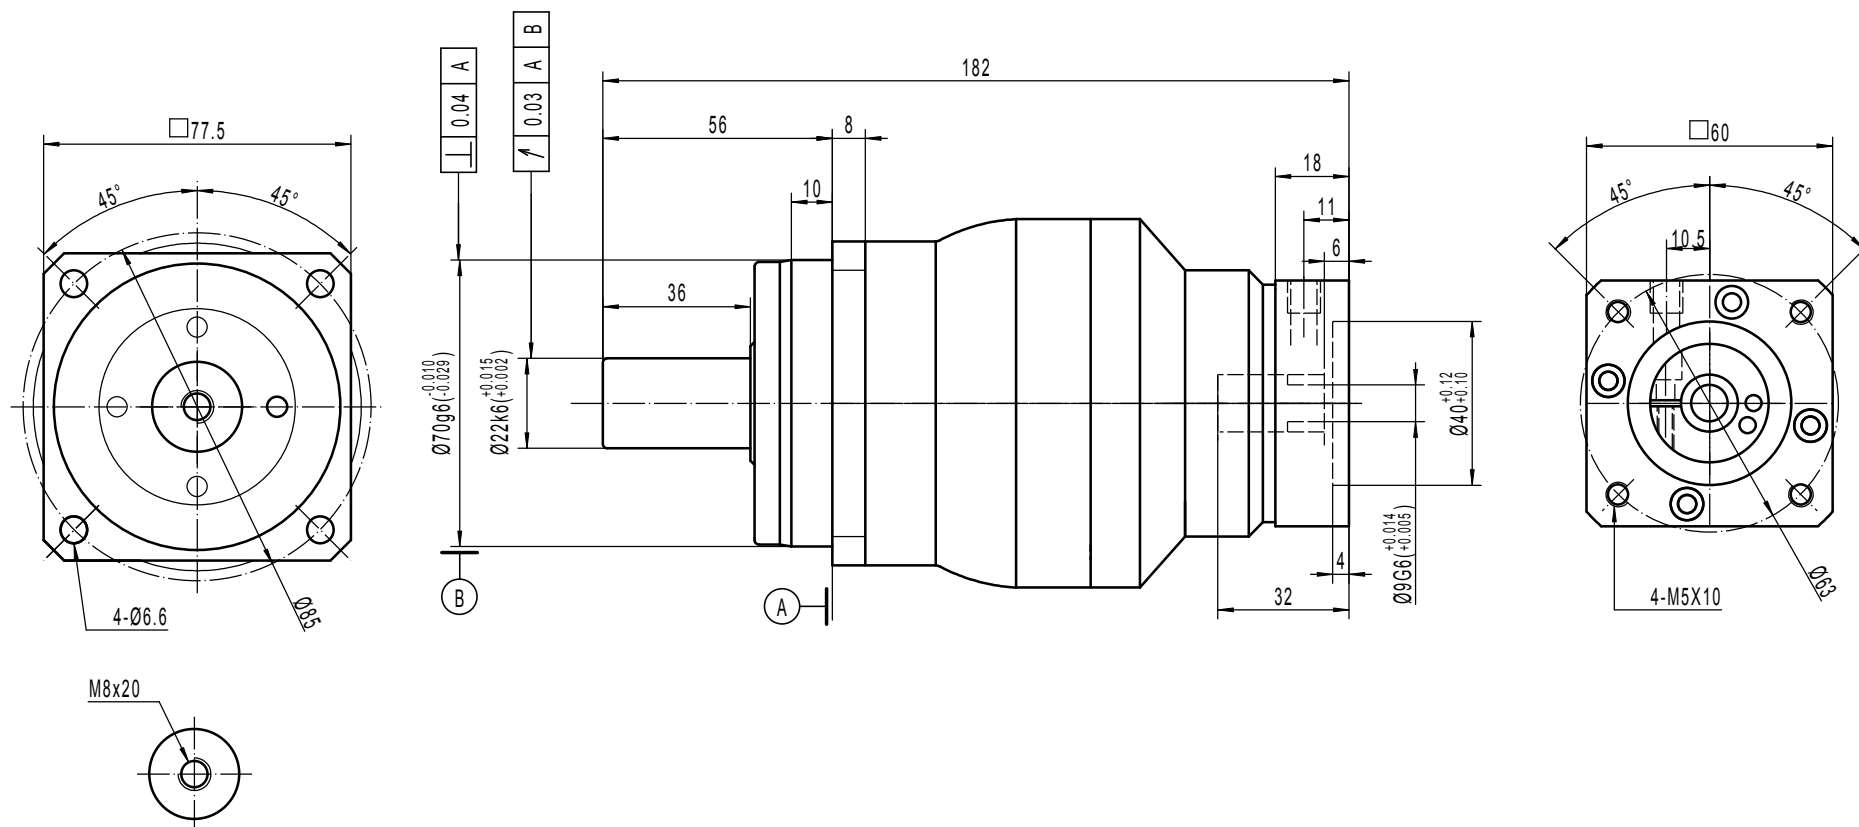 □77.5
45°
45°
4-Ø6.6
Ø85
M8x20
⊥ 0.04 A
↗ 0.03 A B
182
56
8
18
11
6
10
36
Ø70g6(-0.010 -0.029)
Ø22k6(+0.015 +0.002)
B
A
Ø40 +0.12 +0.10
Ø9G6(+0.014 +0.005)
4
32
□60
45°
45°
10.5
Ø63
4-M5X10